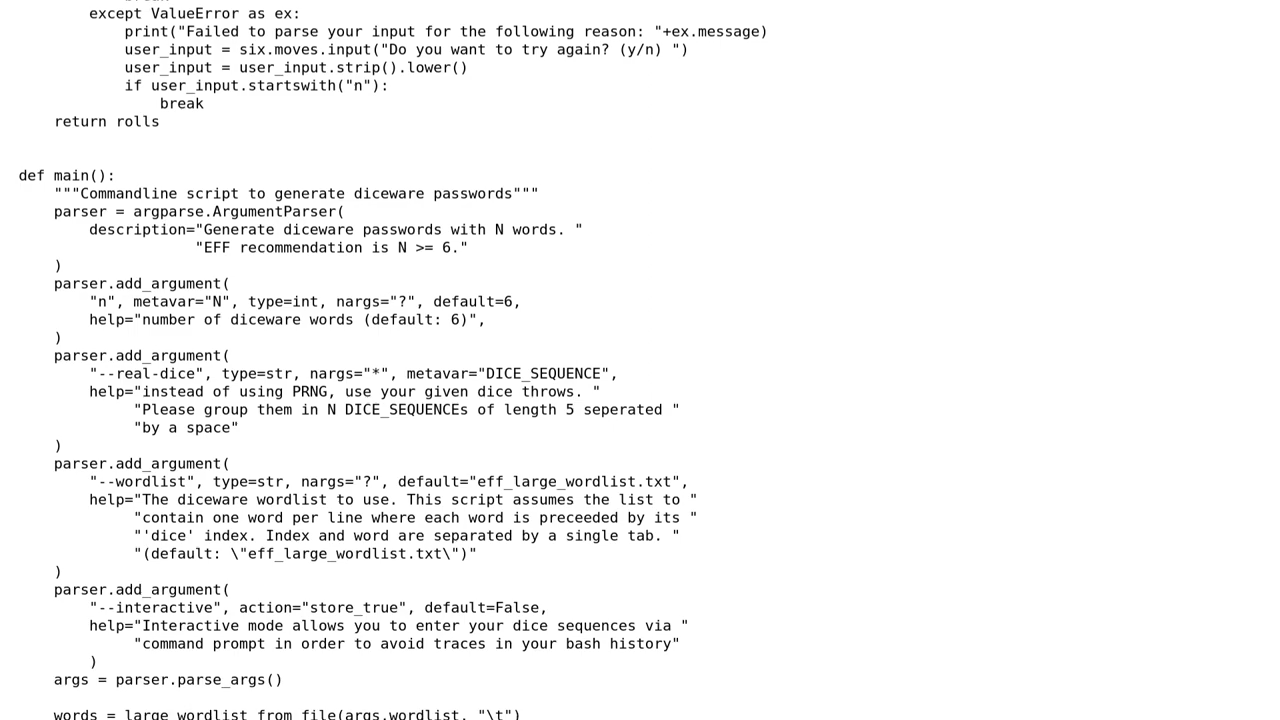 except ValueError as ex:
            print("Failed to parse your input for the following reason: "+ex.message)
            user_input = six.moves.input("Do you want to try again? (y/n) ")
            user_input = user_input.strip().lower()
            if user_input.startswith("n"):
                break
    return rolls


def main():
    """Commandline script to generate diceware passwords"""
    parser = argparse.ArgumentParser(
        description="Generate diceware passwords with N words. "
                    "EFF recommendation is N >= 6."
    )
    parser.add_argument(
        "n", metavar="N", type=int, nargs="?", default=6,
        help="number of diceware words (default: 6)",
    )
    parser.add_argument(
        "--real-dice", type=str, nargs="*", metavar="DICE_SEQUENCE",
        help="instead of using PRNG, use your given dice throws. "
             "Please group them in N DICE_SEQUENCEs of length 5 seperated "
             "by a space"
    )
    parser.add_argument(
        "--wordlist", type=str, nargs="?", default="eff_large_wordlist.txt",
        help="The diceware wordlist to use. This script assumes the list to "
             "contain one word per line where each word is preceeded by its "
             "'dice' index. Index and word are separated by a single tab. "
             "(default: \"eff_large_wordlist.txt\")"
    )
    parser.add_argument(
        "--interactive", action="store_true", default=False,
        help="Interactive mode allows you to enter your dice sequences via "
             "command prompt in order to avoid traces in your bash history"
        )
    args = parser.parse_args()

    words = large_wordlist_from_file(args.wordlist, "\t")